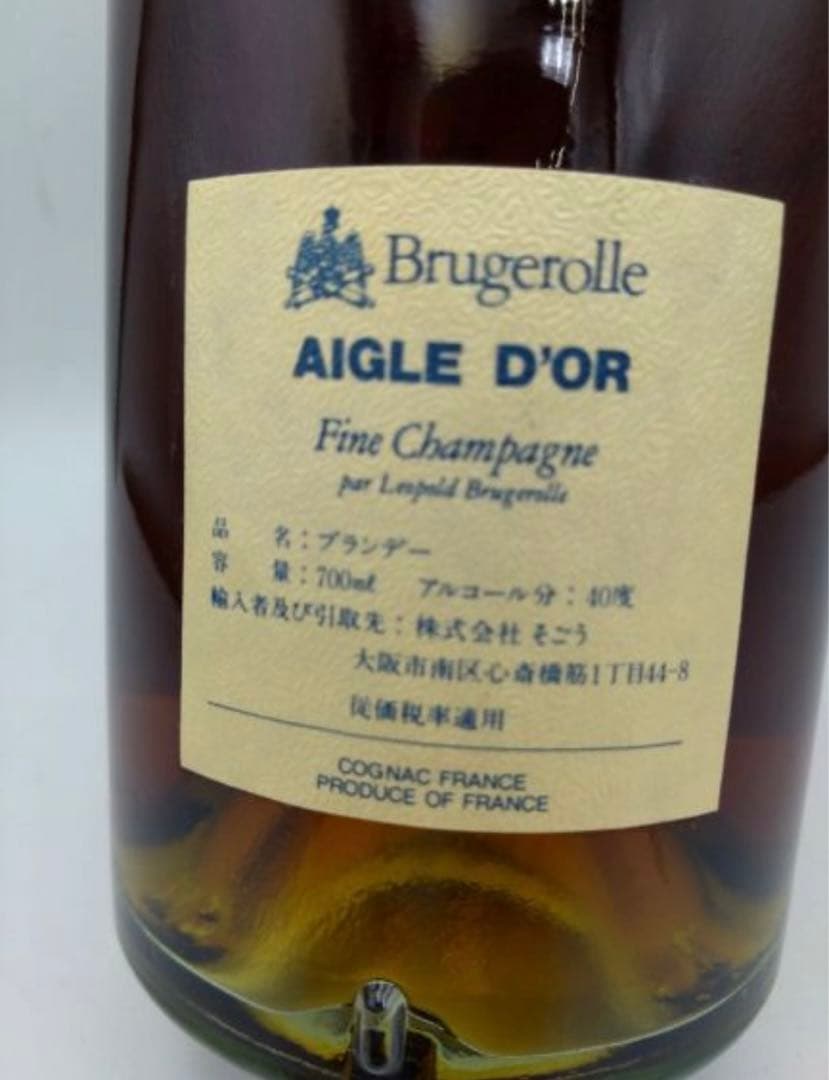 Brugerolle
AIGLE D'OR
Fine Champagne
par Leopold Brugerolle
品　名：ブランデー
容　量：700ml　アルコール分：40度
輸入者及び引取先：株式会社 そごう
大阪市南区心斎橋筋1丁目44-8
従価税率適用
COGNAC FRANCE
PRODUCE OF FRANCE